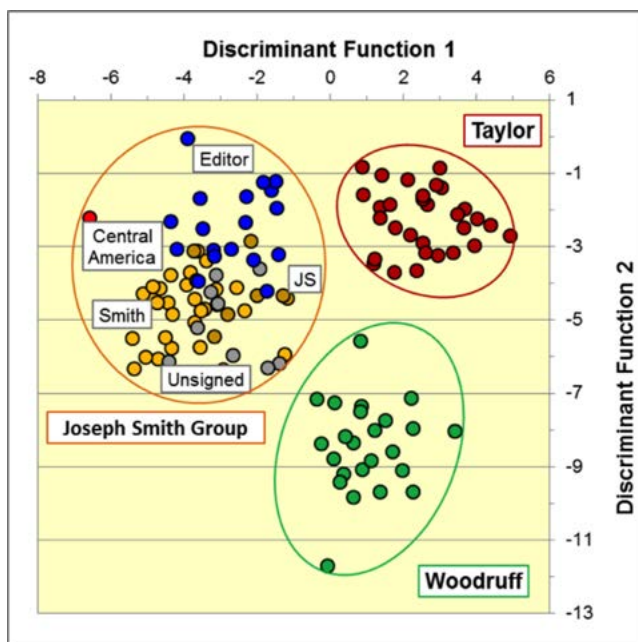 Discriminant Function 1
-8 -6 -4 -2 0 2 4 6
1
Taylor
Editor
-1
Central
America
-3
JS
Smith
-5
Unsigned
-7
Joseph Smith Group
-9
-11
Woodruff
-13
Discriminant Function 2